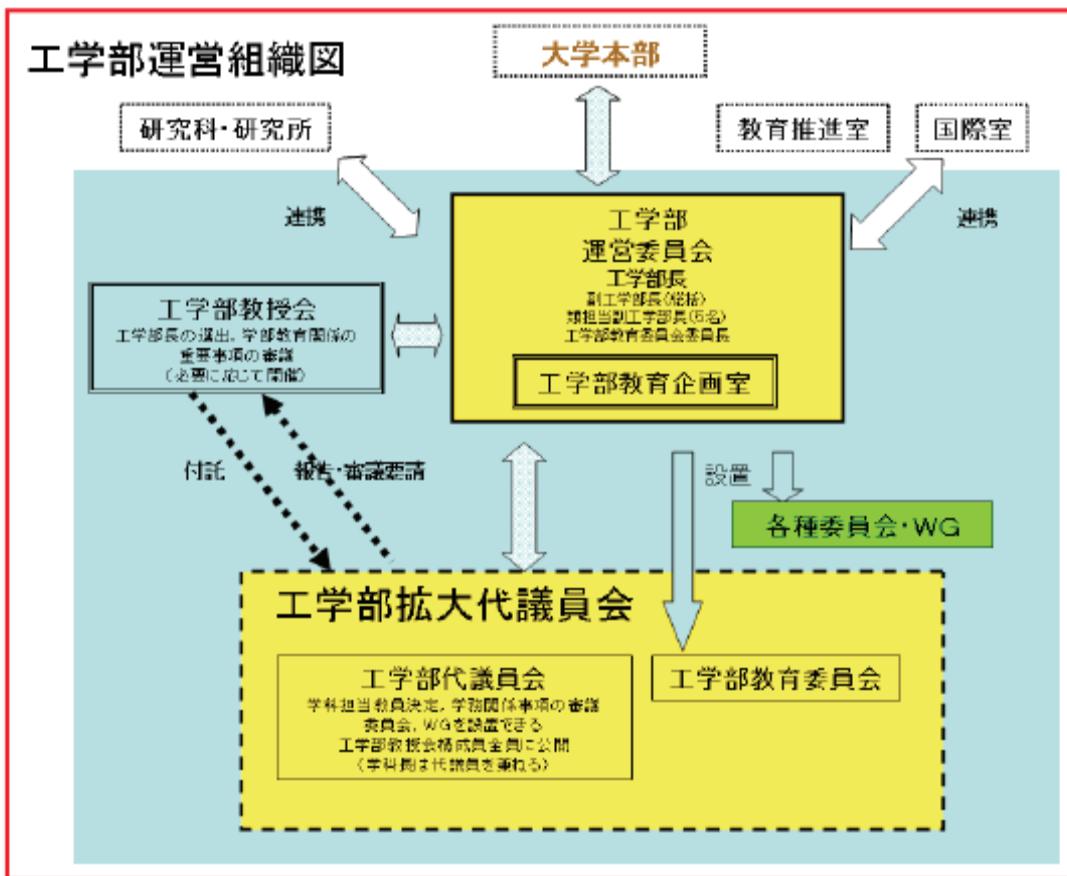 工学部運営組織図
大学本部
研究科・研究所
教育推進室
国際室
連携
連携
工学部
運営委員会
工学部長
副工学部長(総括)
類担当副工学部長(5名)
工学部教育委員会委員長
工学部教育企画室
工学部教授会
工学部長の選出,学部教育関係の
重要事項の審議
(必要に応じて開催)
付託
報告・審議要請
設置
各種委員会・WG
工学部拡大代議員会
工学部代議員会
学科担当教員決定,学務関係事項の審議
委員会,WGを設置できる
工学部教授会構成員全員に公開
(学科長は代議員を兼ねる)
工学部教育委員会